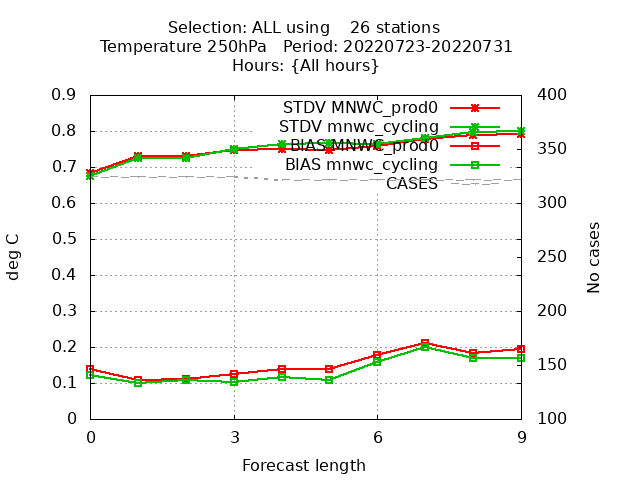 Selection: ALL using 26 stations
Temperature 250hPa Period: 20220723-20220731
Hours: {All hours}
0.9
0.8
0.7
0.6
0.5
0.4
0.3
0.2
0.1
0
400
350
300
250
200
150
100
STDV MNWC_prod0
STDV mnwc_cycling
BIAS MNWC_prod0
BIAS mnwc_cycling
CASES
deg C
No cases
0 3 6 9
Forecast length